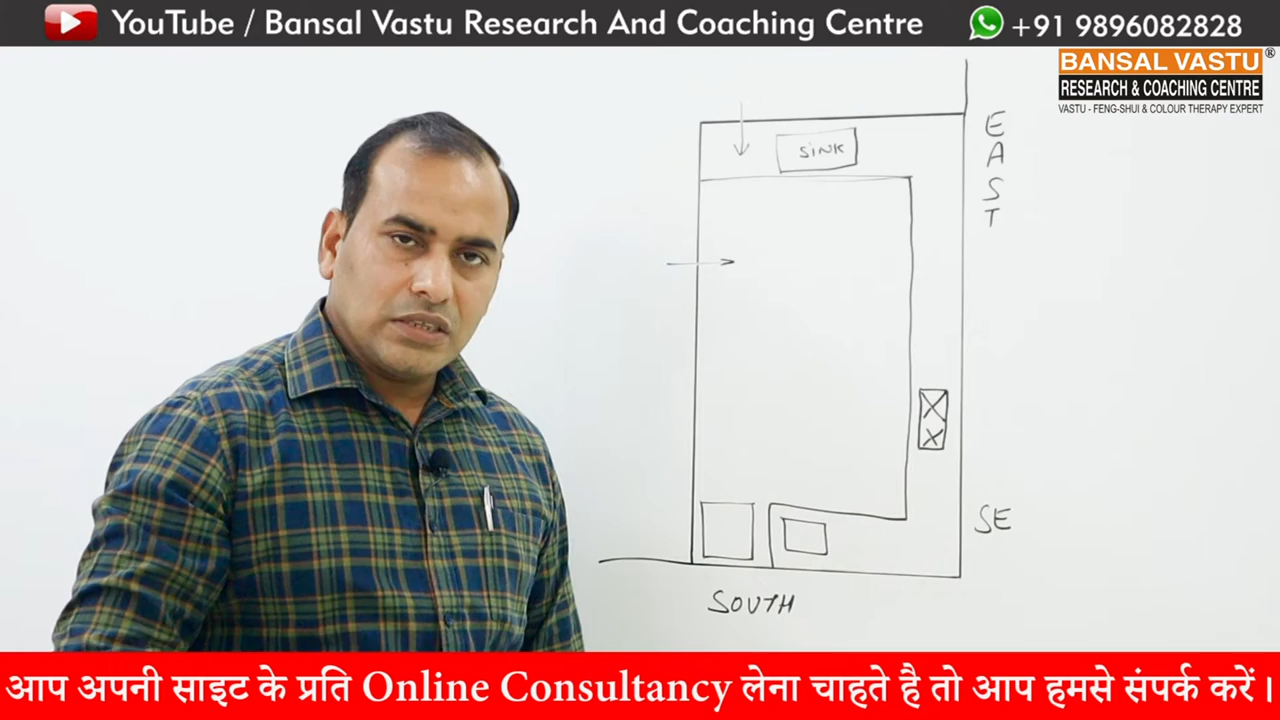 YouTube / Bansal Vastu Research And Coaching Centre
+91 9896082828
BANSAL VASTU®
RESEARCH & COACHING CENTRE
VASTU - FENG-SHUI & COLOUR THERAPY EXPERT
SINK
EAST
SE
SOUTH
आप अपनी साइट के प्रति Online Consultancy लेना चाहते है तो आप हमसे संपर्क करें।